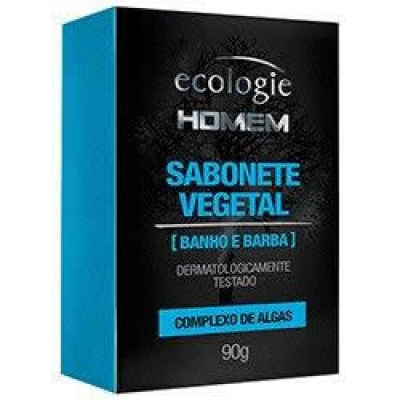 ecologie
HOMEM
SABONETE
VEGETAL
[ BANHO E BARBA ]
DERMATOLOGICAMENTE
TESTADO
COMPLEXO DE ALGAS
90g